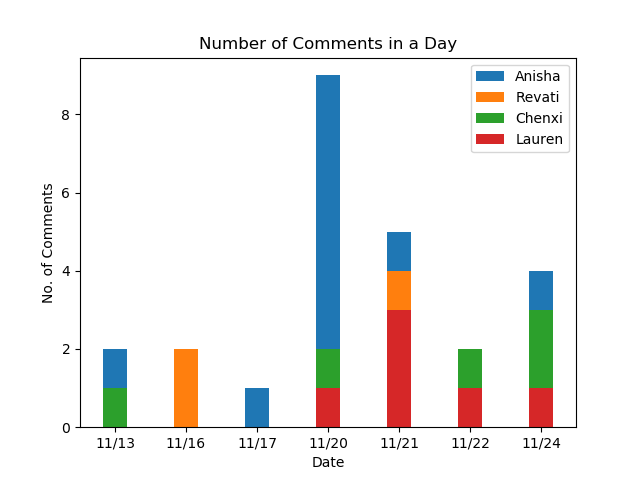 Number of Comments in a Day
Anisha
Revati
Chenxi
Lauren
8
6
4
2
0
No. of Comments
11/13 11/16 11/17 11/20 11/21 11/22 11/24
Date